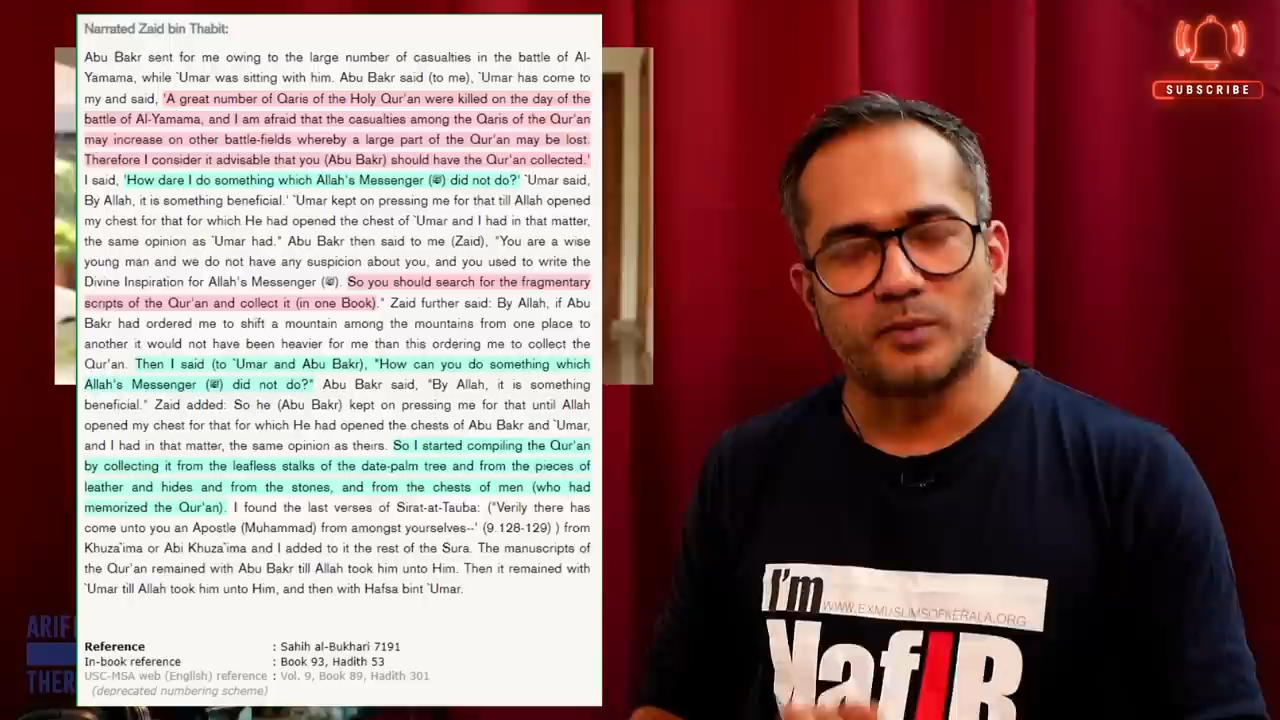 Narrated Zaid bin Thabit:
Abu Bakr sent for me owing to the large number of casualties in the battle of Al-
Yamama, while `Umar was sitting with him. Abu Bakr said (to me), `Umar has come to
my and said, 'A great number of Qaris of the Holy Qur'an were killed on the day of the
battle of Al-Yamama, and I am afraid that the casualties among the Qaris of the Qur'an
may increase on other battle-fields whereby a large part of the Qur'an may be lost.
Therefore I consider it advisable that you (Abu Bakr) should have the Qur'an collected.'
I said, 'How dare I do something which Allah's Messenger (ﷺ) did not do?' `Umar said,
By Allah, it is something beneficial.' `Umar kept on pressing me for that till Allah opened
my chest for that for which He had opened the chest of `Umar and I had in that matter,
the same opinion as `Umar had." Abu Bakr then said to me (Zaid), "You are a wise
young man and we do not have any suspicion about you, and you used to write the
Divine Inspiration for Allah's Messenger (ﷺ). So you should search for the fragmentary
scripts of the Qur'an and collect it (in one Book)." Zaid further said: By Allah, if Abu
Bakr had ordered me to shift a mountain among the mountains from one place to
another it would not have been heavier for me than this ordering me to collect the
Qur'an. Then I said (to `Umar and Abu Bakr), "How can you do something which
Allah's Messenger (ﷺ) did not do?" Abu Bakr said, "By Allah, it is something
beneficial." Zaid added: So he (Abu Bakr) kept on pressing me for that until Allah
opened my chest for that for which He had opened the chests of Abu Bakr and `Umar,
and I had in that matter, the same opinion as theirs. So I started compiling the Qur'an
by collecting it from the leafless stalks of the date-palm tree and from the pieces of
leather and hides and from the stones, and from the chests of men (who had
memorized the Qur'an). I found the last verses of Sirat-at-Tauba: ("Verily there has
come unto you an Apostle (Muhammad) from amongst yourselves--' (9.128-129) ) from
Khuza`ima or Abi Khuza`ima and I added to it the rest of the Sura. The manuscripts of
the Qur'an remained with Abu Bakr till Allah took him unto Him. Then it remained with
`Umar till Allah took him unto Him, and then with Hafsa bint `Umar.
Reference : Sahih al-Bukhari 7191
In-book reference : Book 93, Hadith 53
USC-MSA web (English) reference : Vol. 9, Book 89, Hadith 301
(deprecated numbering scheme)
SUBSCRIBE
ARIF
THER
I'm
WWW.EXMUSLIMSOFKERALA.ORG
KafIR